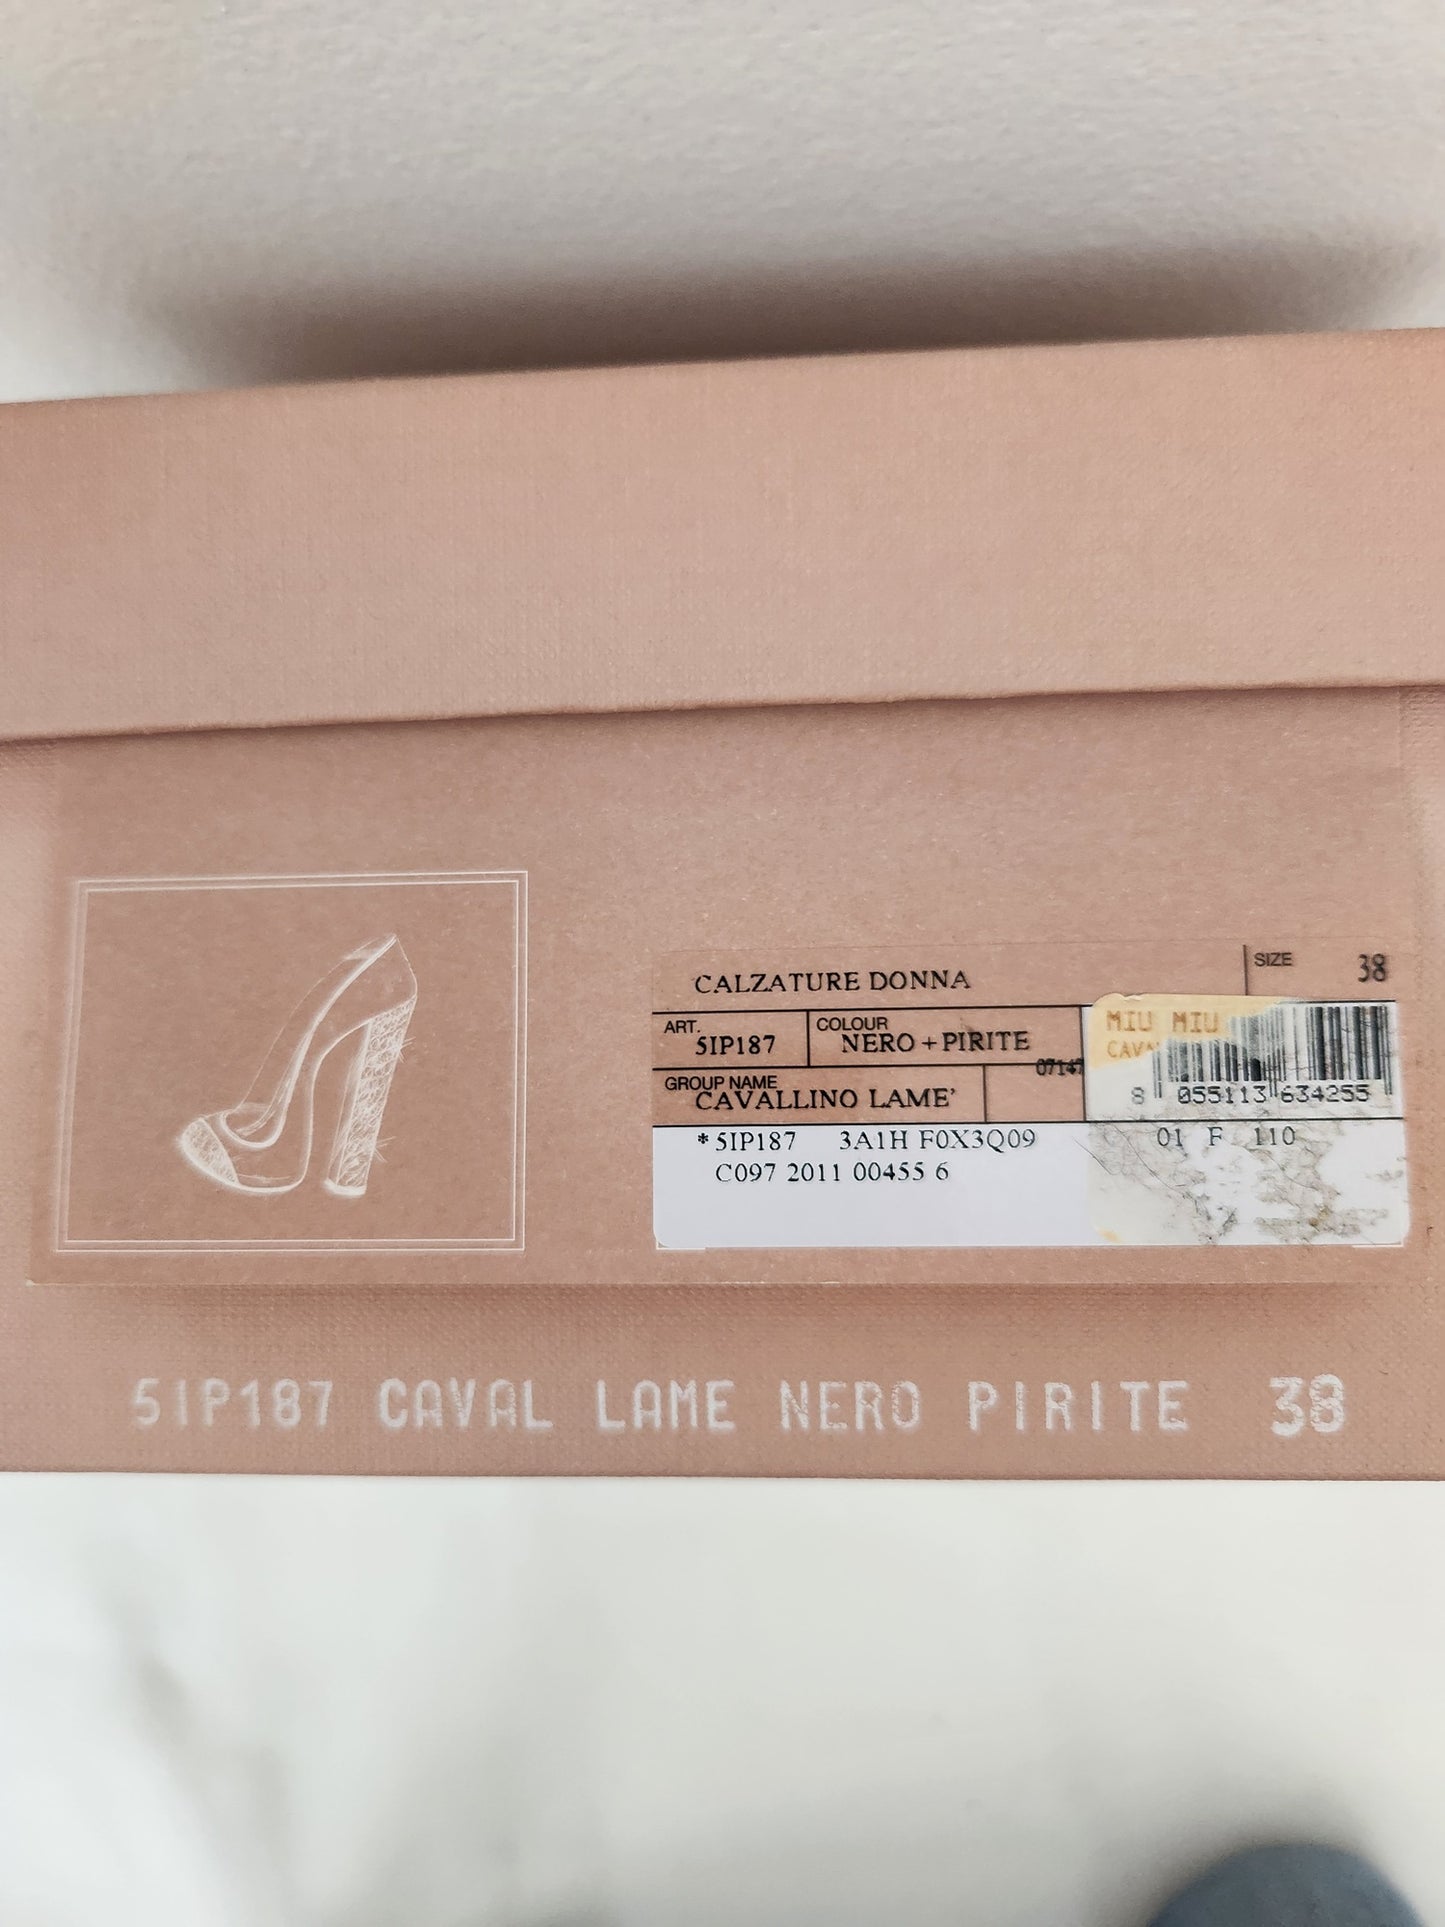 CALZATURE DONNA
SIZE 38
ART. 5IP187
COLOUR NERO + PIRITE
07147
GROUP NAME CAVALLINO LAME'
MIU MIU
8 055113 634255
* 5IP187 3A1H F0X3Q09 01 F 110
C097 2011 00455 6
5IP187 CAVAL LAME NERO PIRITE 38